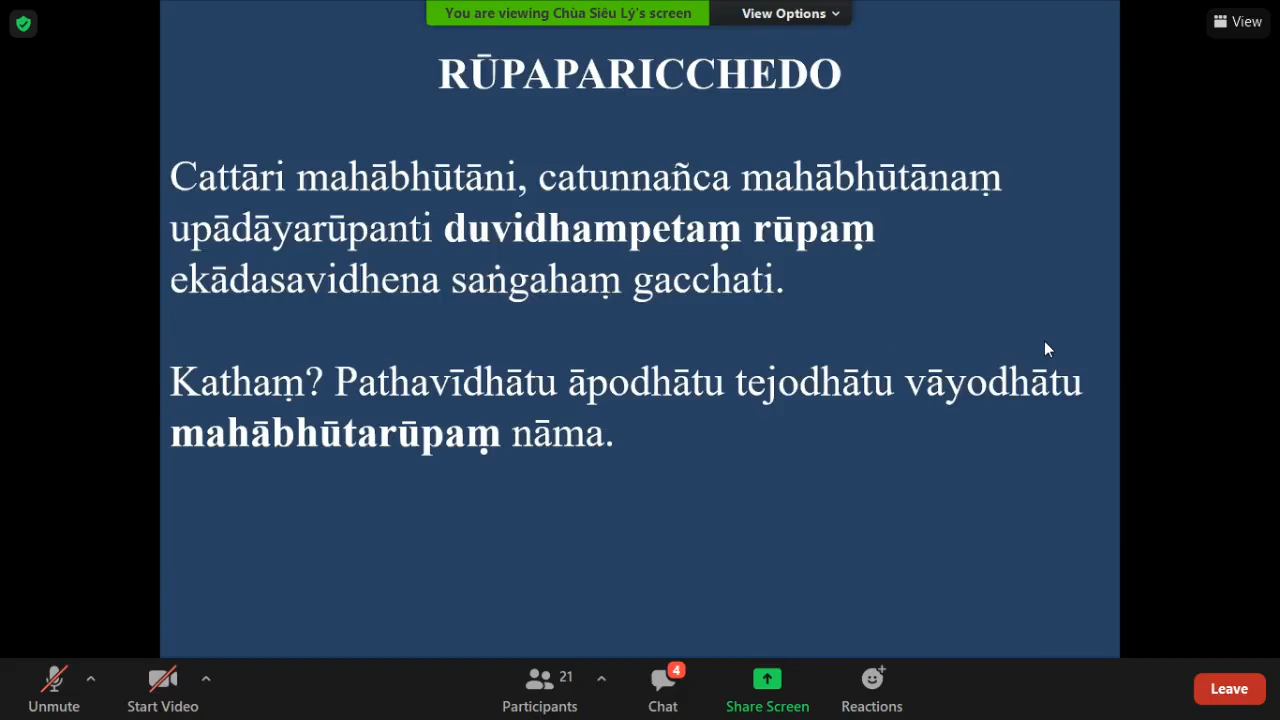 You are viewing Chùa Siêu Lý's screen
View Options
View
RŪPAPARICCHEDO
Cattāri mahābhūtāni, catunnañca mahābhūtānaṃ
upādāyarūpanti duvidhampetaṃ rūpaṃ
ekādasavidhena saṅgahaṃ gacchati.
Kathaṃ? Pathavīdhātu āpodhātu tejodhātu vāyodhātu
mahābhūtarūpaṃ nāma.
Unmute
Start Video
21
Participants
4
Chat
Share Screen
Reactions
Leave